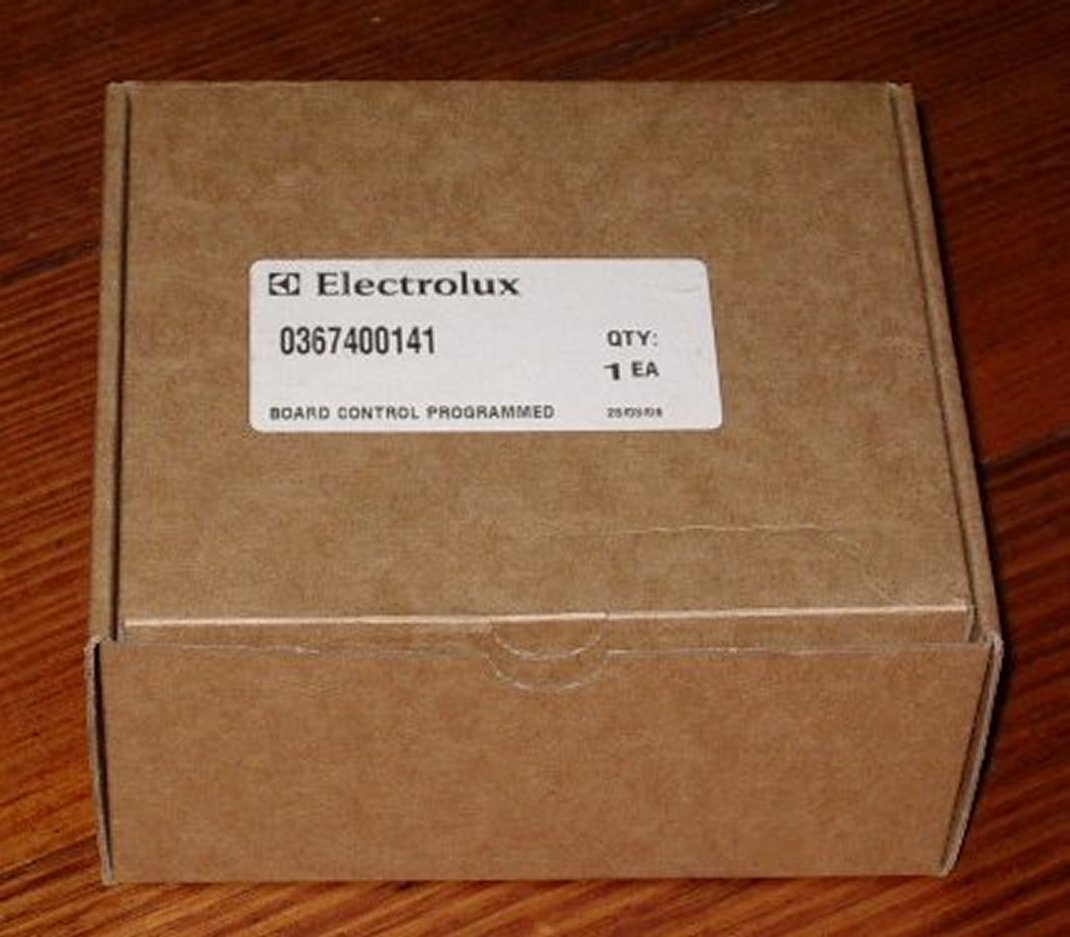 Electrolux
0367400141
QTY:
1 EA
BOARD CONTROL PROGRAMMED